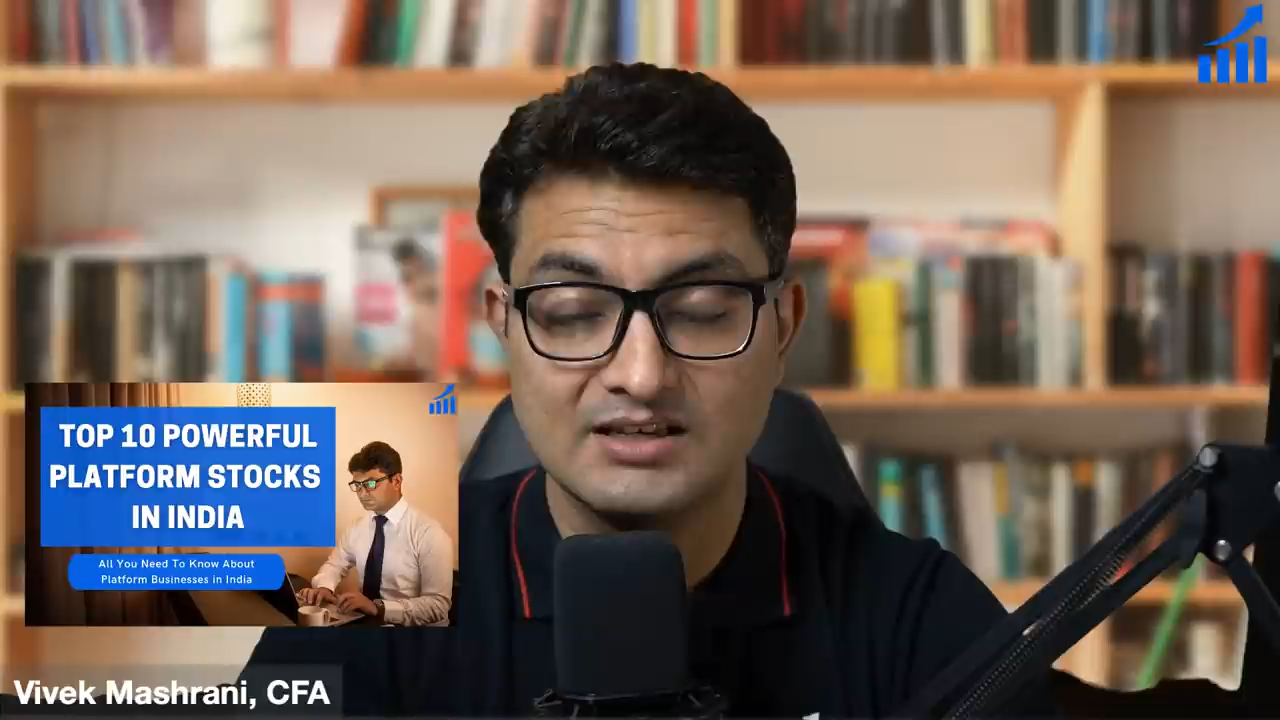 TOP 10 POWERFUL
PLATFORM STOCKS
IN INDIA
All You Need To Know About
Platform Businesses in India
Vivek Mashrani, CFA